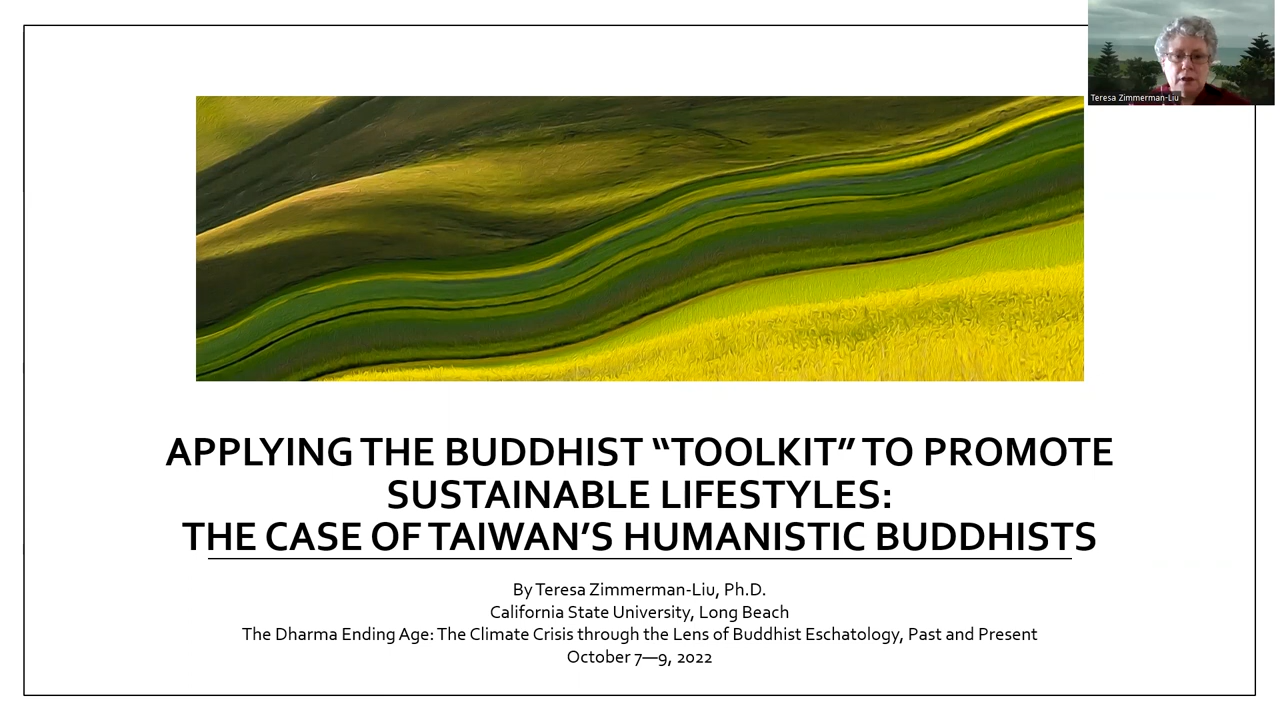 Teresa Zimmerman-Liu
APPLYING THE BUDDHIST “TOOLKIT” TO PROMOTE
SUSTAINABLE LIFESTYLES:
THE CASE OF TAIWAN’S HUMANISTIC BUDDHISTS
By Teresa Zimmerman-Liu, Ph.D.
California State University, Long Beach
The Dharma Ending Age: The Climate Crisis through the Lens of Buddhist Eschatology, Past and Present
October 7—9, 2022